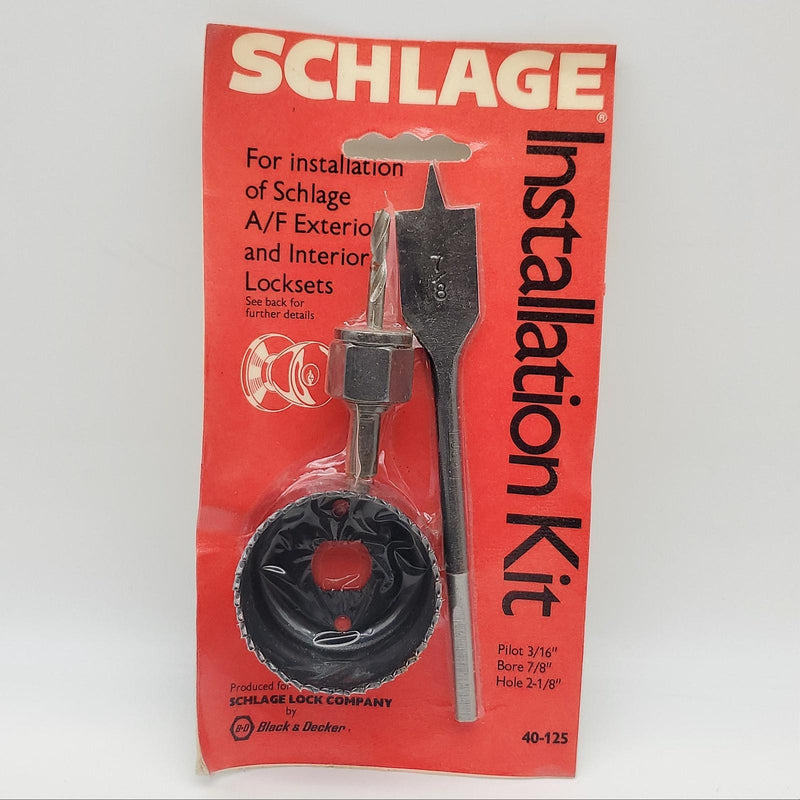 SCHLAGE®
Installation Kit
For installation
of Schlage
A/F Exterio
and Interior
Locksets
See back for
further details
7/8
Pilot 3/16"
Bore 7/8"
Hole 2-1/8"
Produced for
SCHLAGE LOCK COMPANY
by
B&D Black & Decker.
40-125